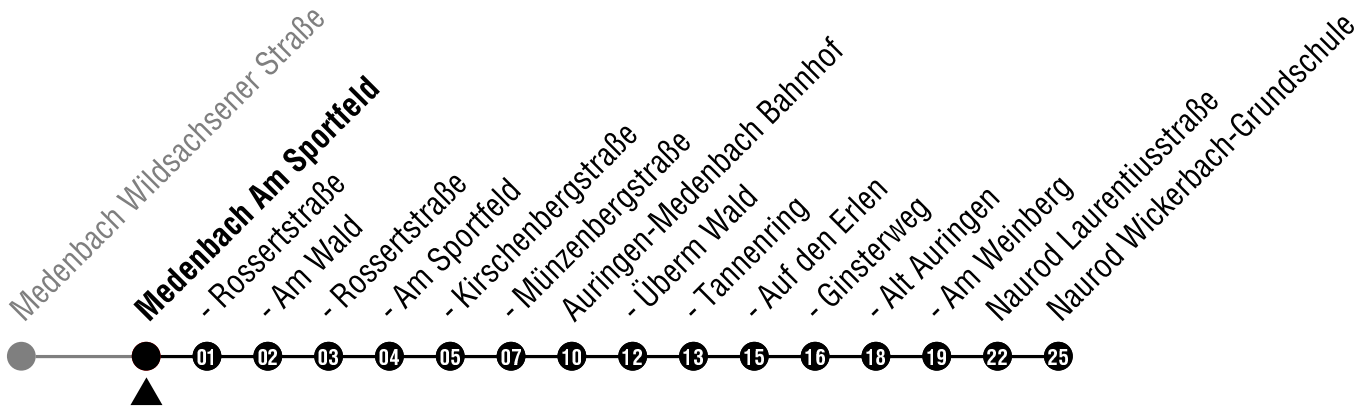 Medenbach Wildsachsener Straße
Medenbach Am Sportfeld
- Rossertstraße
- Am Wald
- Rossertstraße
- Am Sportfeld
- Kirschenbergstraße
- Münzenbergstraße
Auringen-Medenbach Bahnhof
- Überm Wald
- Tannenring
- Auf den Erlen
- Ginsterweg
- Alt Auringen
- Am Weinberg
Naurod Laurentiusstraße
Naurod Wickerbach-Grundschule
01 02 03 04 05 07 10 12 13 15 16 18 19 22 25